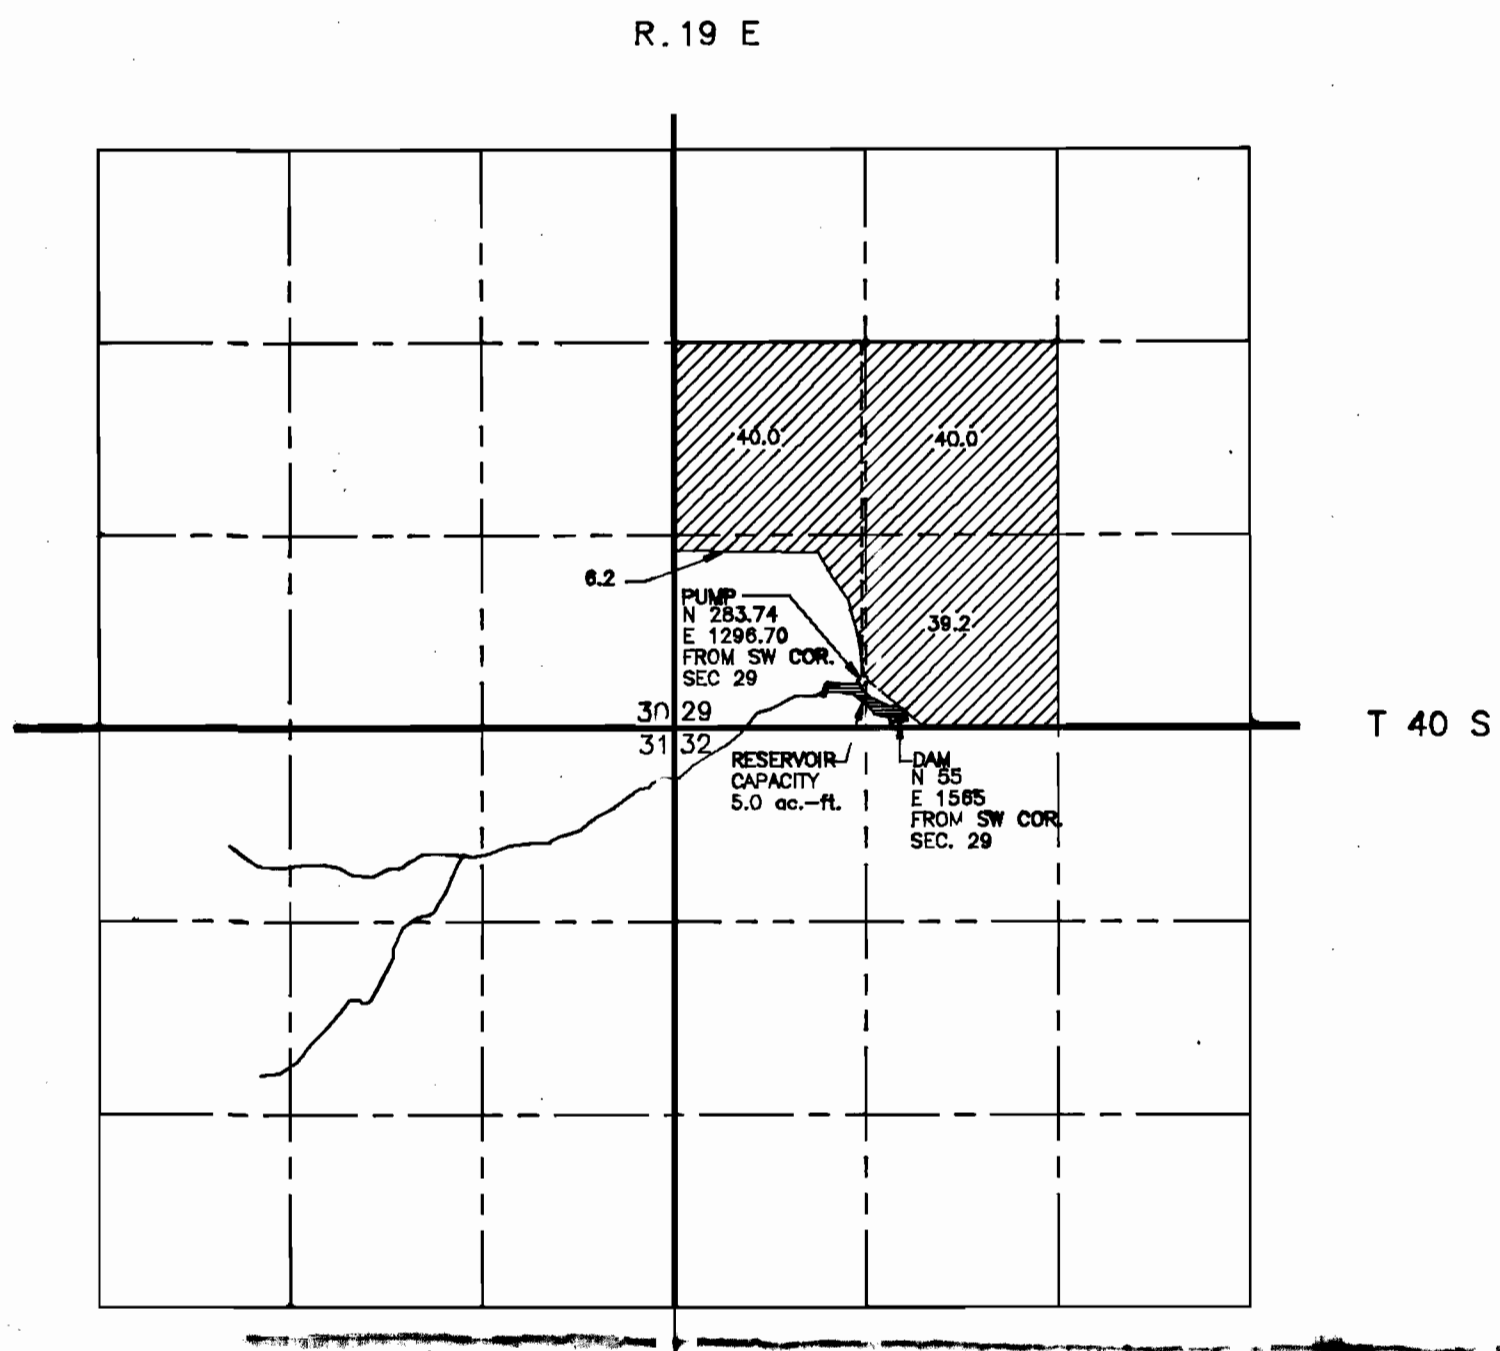 R. 19 E
40.0
40.0
6.2
PUMP
N 283.74
E 1296.70
FROM SW COR.
SEC 29
39.2
30 29
31 32
T 40 S
RESERVOIR
CAPACITY
5.0 ac.-ft.
DAM
N 55
E 1565
FROM SW COR.
SEC. 29